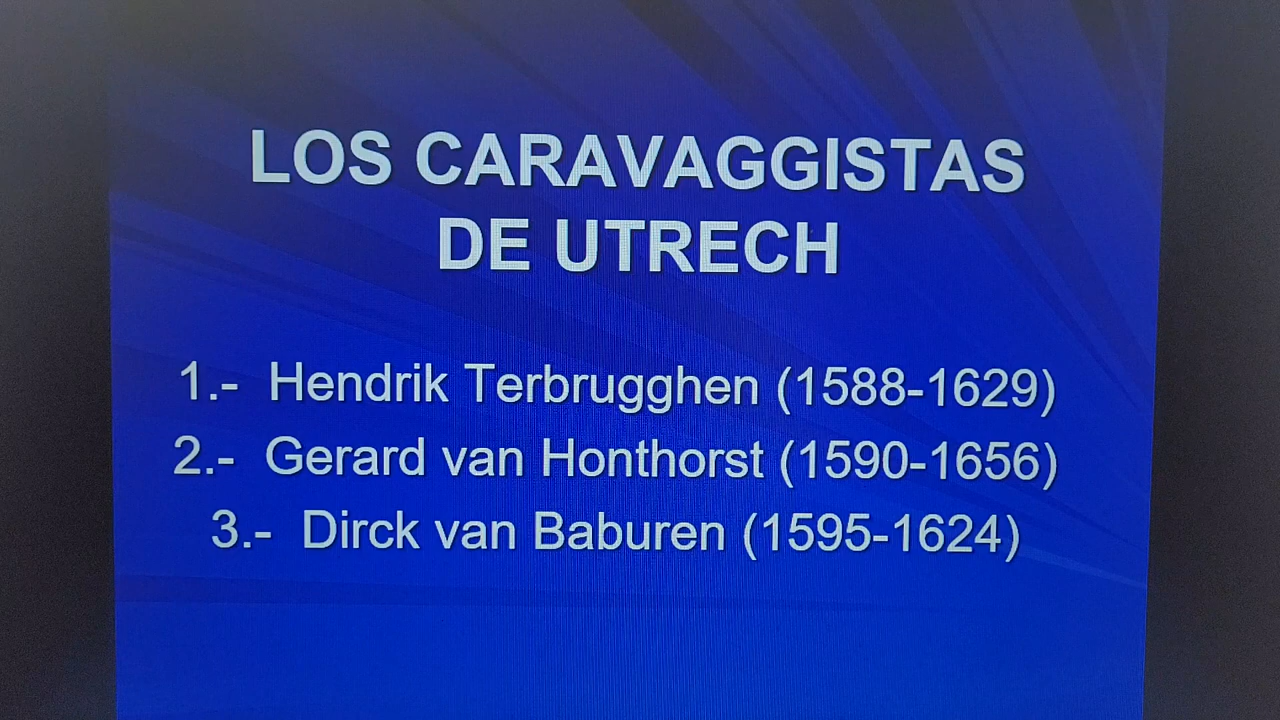 LOS CARAVAGGISTAS
DE UTRECH
1.- Hendrik Terbrugghen (1588-1629)
2.- Gerard van Honthorst (1590-1656)
3.- Dirck van Baburen (1595-1624)